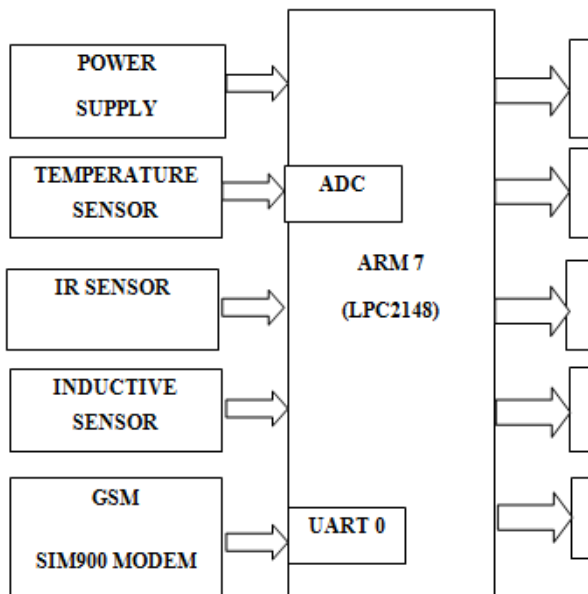 POWER
SUPPLY
TEMPERATURE
SENSOR
IR SENSOR
INDUCTIVE
SENSOR
GSM
SIM900 MODEM
ADC
ARM 7
(LPC2148)
UART 0